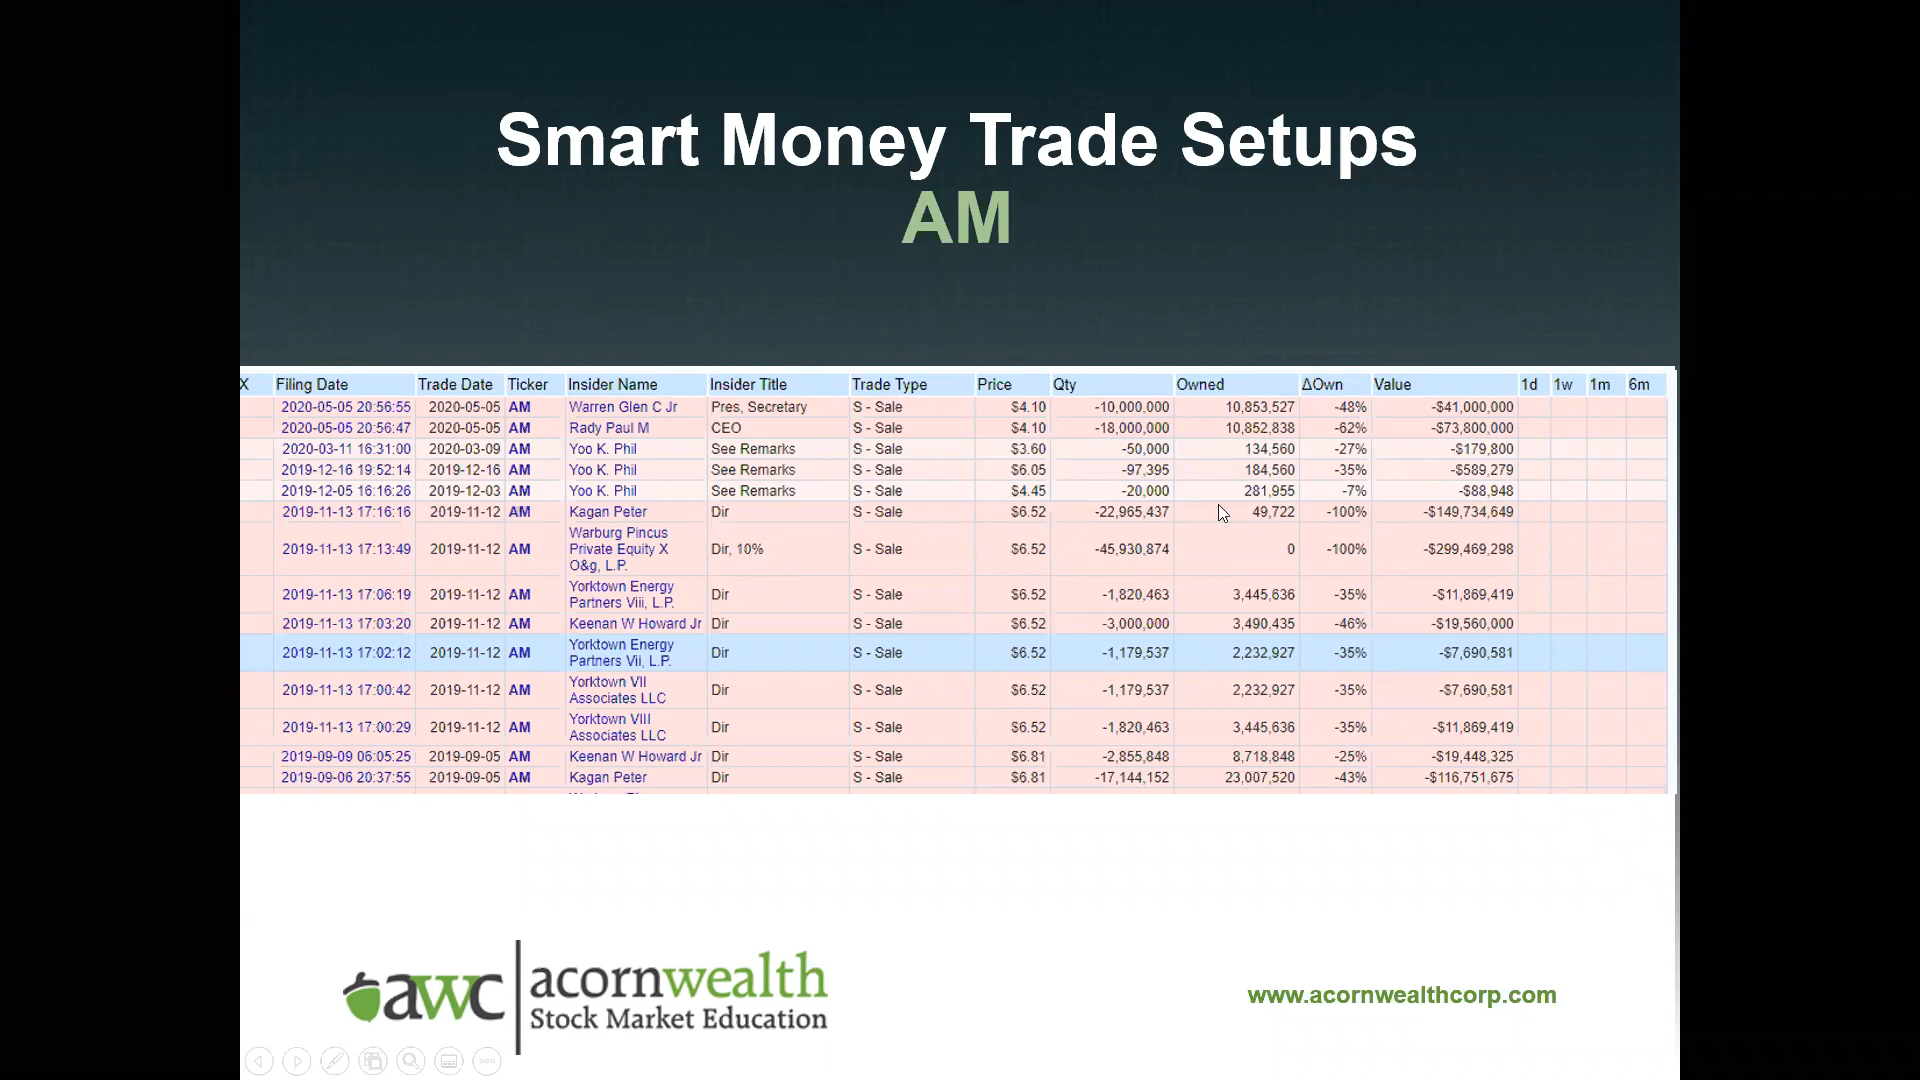 Smart Money Trade Setups
AM
X Filing Date Trade Date Ticker Insider Name Insider Title Trade Type Price Qty Owned ΔOwn Value 1d 1w 1m 6m
2020-05-05 20:56:55 2020-05-05 AM Warren Glen C Jr Pres, Secretary S - Sale $4.10 -10,000,000 10,853,527 -48% -$41,000,000
2020-05-05 20:56:47 2020-05-05 AM Rady Paul M CEO S - Sale $4.10 -18,000,000 10,852,838 -62% -$73,800,000
2020-03-11 16:31:00 2020-03-09 AM Yoo K. Phil See Remarks S - Sale $3.60 -50,000 134,560 -27% -$179,800
2019-12-16 19:52:14 2019-12-16 AM Yoo K. Phil See Remarks S - Sale $6.05 -97,395 184,560 -35% -$589,279
2019-12-05 16:16:26 2019-12-03 AM Yoo K. Phil See Remarks S - Sale $4.45 -20,000 281,955 -7% -$88,948
2019-11-13 17:16:16 2019-11-12 AM Kagan Peter Dir S - Sale $6.52 -22,965,437 49,722 -100% -$149,734,649
Warburg Pincus
2019-11-13 17:13:49 2019-11-12 AM Private Equity X Dir, 10% S - Sale $6.52 -45,930,874 0 -100% -$299,469,298
O&g, L.P.
2019-11-13 17:06:19 2019-11-12 AM Yorktown Energy Dir S - Sale $6.52 -1,820,463 3,445,636 -35% -$11,869,419
Partners Viii, L.P.
2019-11-13 17:03:20 2019-11-12 AM Keenan W Howard Jr Dir S - Sale $6.52 -3,000,000 3,490,435 -46% -$19,560,000
2019-11-13 17:02:12 2019-11-12 AM Yorktown Energy Dir S - Sale $6.52 -1,179,537 2,232,927 -35% -$7,690,581
Partners Vii, L.P.
2019-11-13 17:00:42 2019-11-12 AM Yorktown VII Dir S - Sale $6.52 -1,179,537 2,232,927 -35% -$7,690,581
Associates LLC
2019-11-13 17:00:29 2019-11-12 AM Yorktown VIII Dir S - Sale $6.52 -1,820,463 3,445,636 -35% -$11,869,419
Associates LLC
2019-09-09 06:05:25 2019-09-05 AM Keenan W Howard Jr Dir S - Sale $6.81 -2,855,848 8,718,848 -25% -$19,448,325
2019-09-06 20:37:55 2019-09-05 AM Kagan Peter Dir S - Sale $6.81 -17,144,152 23,007,520 -43% -$116,751,675
awc acornwealth
Stock Market Education
www.acornwealthcorp.com